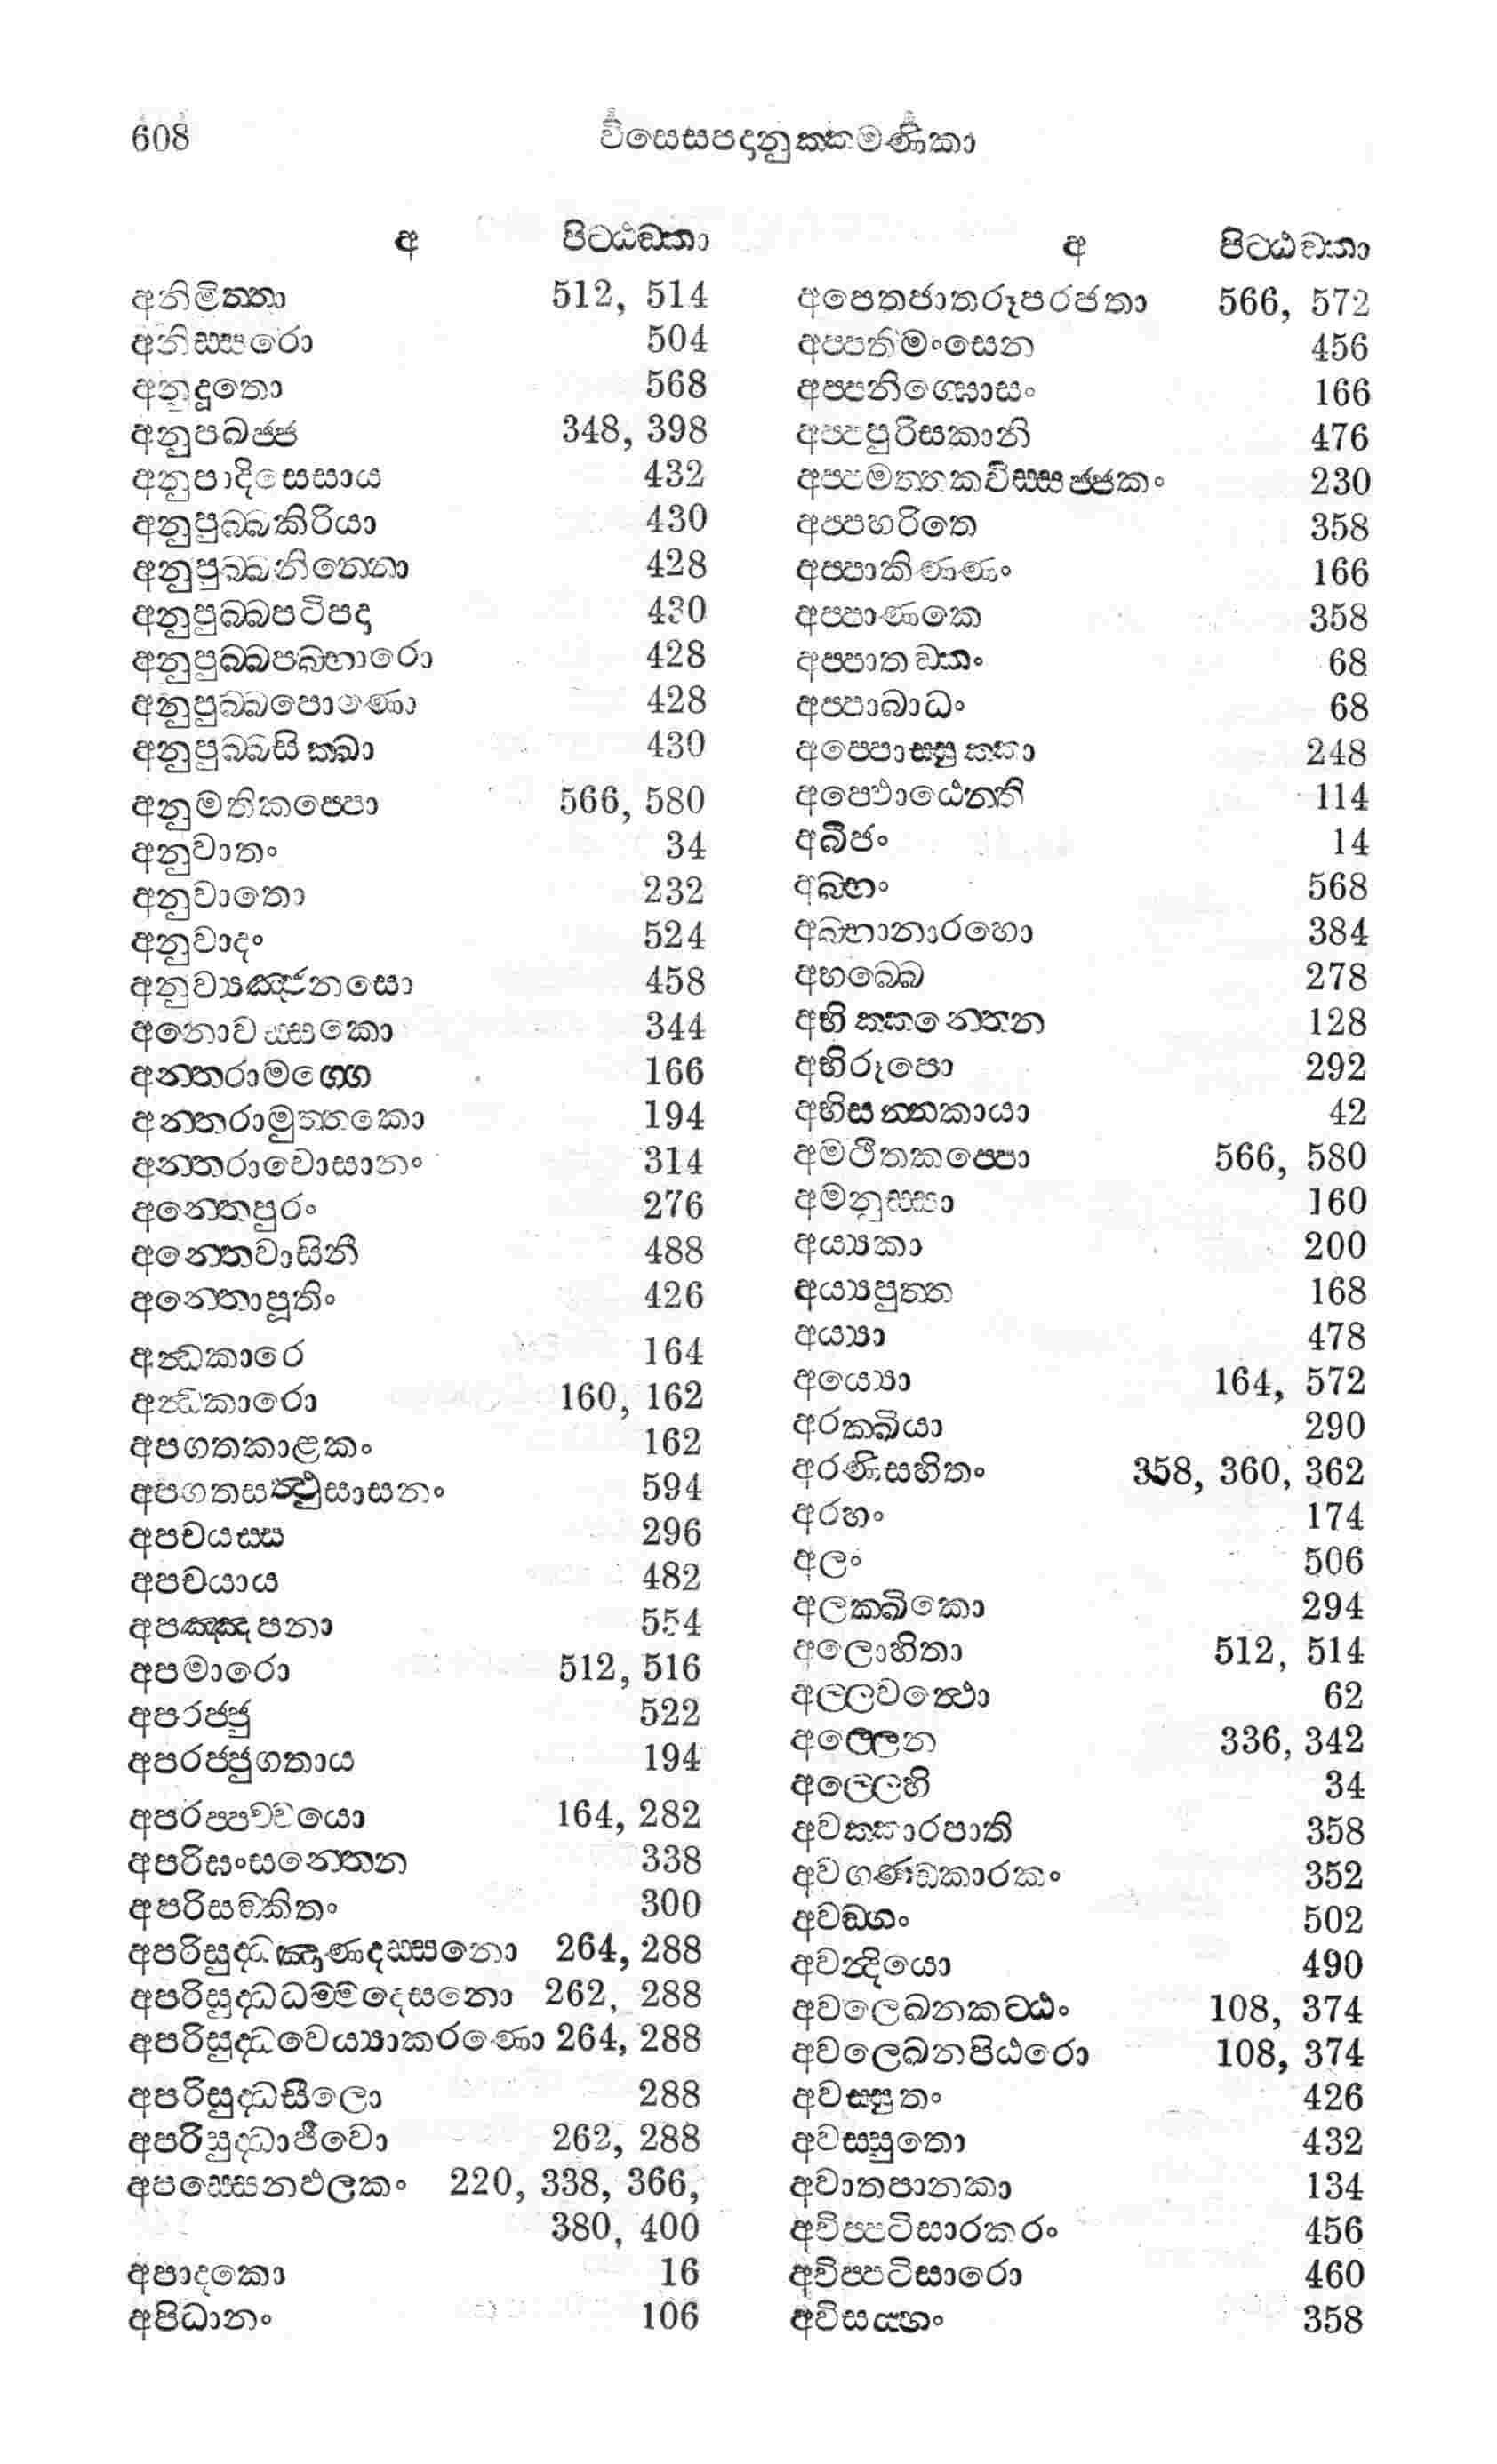 608
විසෙසපදානුක්කමණිකා
අ පිට්ඨඞ්කා
අනිමිත්තා 512, 514
අනිස්සරො 504
අනුදූතො 568
අනුපඛජ්ජ 348, 398
අනුපාදිසෙසාය 432
අනුපුබ්බකිරියා 430
අනුපුබ්බනින්නො 428
අනුපුබ්බපටිපදා 430
අනුපුබ්බපබ්භාරො 428
අනුපුබ්බපොණො 428
අනුපුබ්බසික්ඛා 430
අනුමතිකප්පො 566, 580
අනුවාතං 34
අනුවාතො 232
අනුවාදං 524
අනුව්‍යඤ්ජනසො 458
අනොවස්සකො 344
අන්තරාමග්ගෙ 166
අන්තරාමුත්තකො 194
අන්තරාවොසානං 314
අන්තෙපුරං 276
අන්තෙවාසිනී 488
අන්තොපූතිං 426
අන්ධකාරෙ 164
අන්ධකාරො 160, 162
අපගතකාළකං 162
අපගතසත්ථුසාසනං 594
අපචයස්ස 296
අපචයාය 482
අපඤ්ඤපනා 554
අපමාරො 512, 516
අපරජ්ජු 522
අපරජ්ජුගතාය 194
අපරප්පච්චයො 164, 282
අපරිඝංසන්තෙන 338
අපරිසඞ්කිතං 300
අපරිසුද්ධඤාණදස්සනො 264, 288
අපරිසුද්ධධම්මදෙසනො 262, 288
අපරිසුද්ධවෙය්‍යාකරණො 264, 288
අපරිසුද්ධසීලො 288
අපරිසුද්ධාජීවො 262, 288
අපස්සෙනඵලකං 220, 338, 366,
380, 400
අපාදකො 16
අපිධානං 106
අ පිට්ඨඞ්කා
අපෙතජාතරූපරජතා 566, 572
අප්පතිමංසෙන 456
අප්පනිග්ඝොසං 166
අප්පපුරිසකානි 476
අප්පමත්තකවිස්සජ්ජකං 230
අප්පහරිතෙ 358
අප්පාකිණ්ණං 166
අප්පාණකෙ 358
අප්පාතඞ්කං 68
අප්පාබාධං 68
අප්පොස්සුක්කා 248
අප්ඵොඨෙන්ති 114
අබීජං 14
අබ්භං 568
අබ්භානාරහො 384
අභබ්බෙ 278
අභික්කන්තෙන 128
අභිරූපො 292
අභිසන්නකායා 42
අමථිතකප්පො 566, 580
අමනුස්සා 160
අය්‍යකා 200
අය්‍යපුත්ත 168
අය්‍යා 478
අය්‍යො 164, 572
අරක්ඛියා 290
අරණිසහිතං 358, 360, 362
අරහං 174
අලං 506
අලක්ඛිකො 294
අලොහිතා 512, 514
අල්ලවත්ථො 62
අල්ලෙන 336, 342
අල්ලෙහි 34
අවක්කාරපාති 358
අවගණ්ඩකාරකං 352
අවඞ්ගං 502
අවන්දියො 490
අවලෙඛනකට්ඨං 108, 374
අවලෙඛනපිඨරො 108, 374
අවස්සුතං 426
අවස්සුතො 432
අවාතපානකා 134
අවිප්පටිසාරකරං 456
අවිප්පටිසාරො 460
අවිසය්හං 358